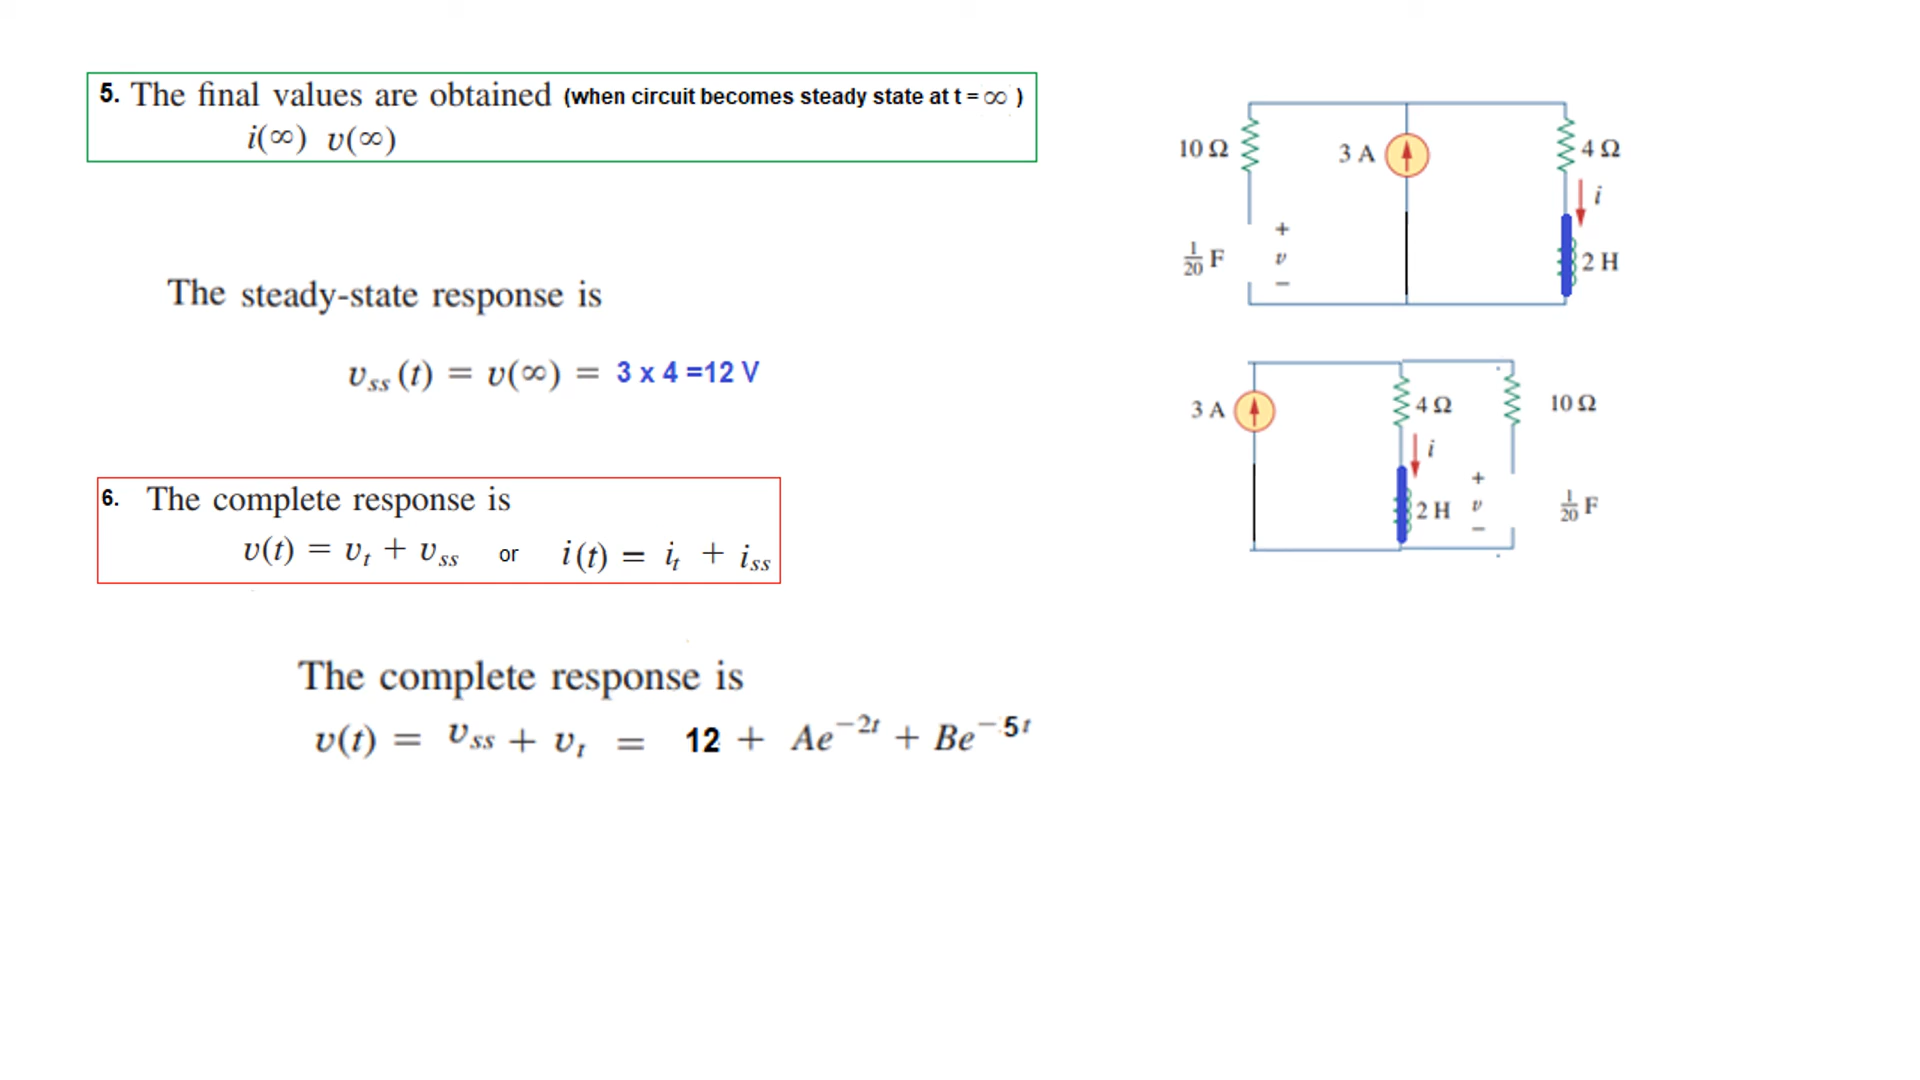 5. The final values are obtained (when circuit becomes steady state at t = ∞ )
i(∞) v(∞)
The steady-state response is
v_ss (t) = v(∞) = 3 x 4 =12 V
6. The complete response is
v(t) = v_t + v_ss or i(t) = i_t + i_ss
The complete response is
v(t) = v_ss + v_t = 12 + Ae^−2t + Be^−5t
10 Ω
3 A
4 Ω
i
+
1/20 F
v
2 H
−
3 A
4 Ω
10 Ω
i
+
2 H
v
1/20 F
−